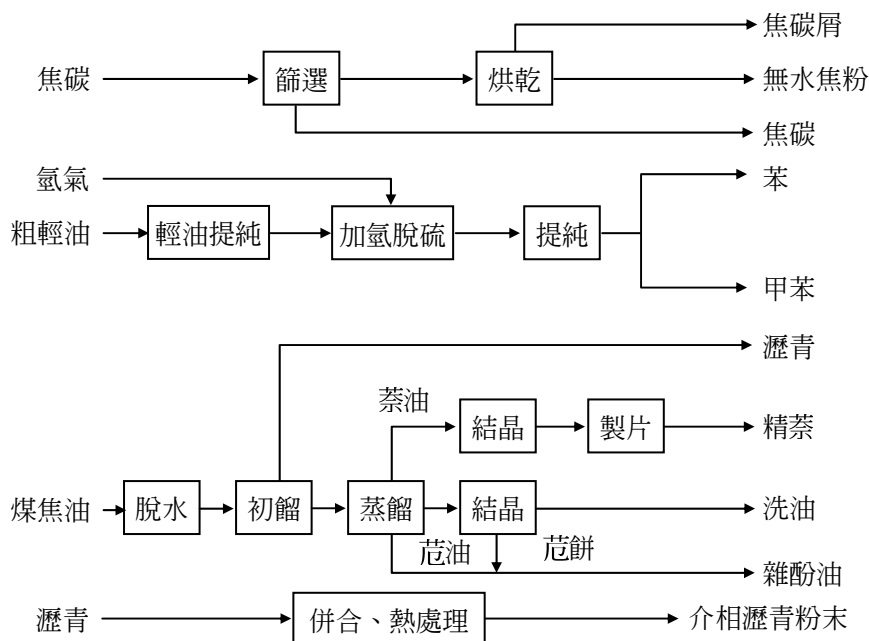 焦碳屑
焦碳 篩選 烘乾 無水焦粉
焦碳
氫氣 苯
粗輕油 輕油提純 加氫脫硫 提純
甲苯
瀝青
萘油 結晶 製片 精萘
煤焦油 脫水 初餾 蒸餾 結晶 洗油
苊油 苊餅
雜酚油
瀝青 併合、熱處理 介相瀝青粉末